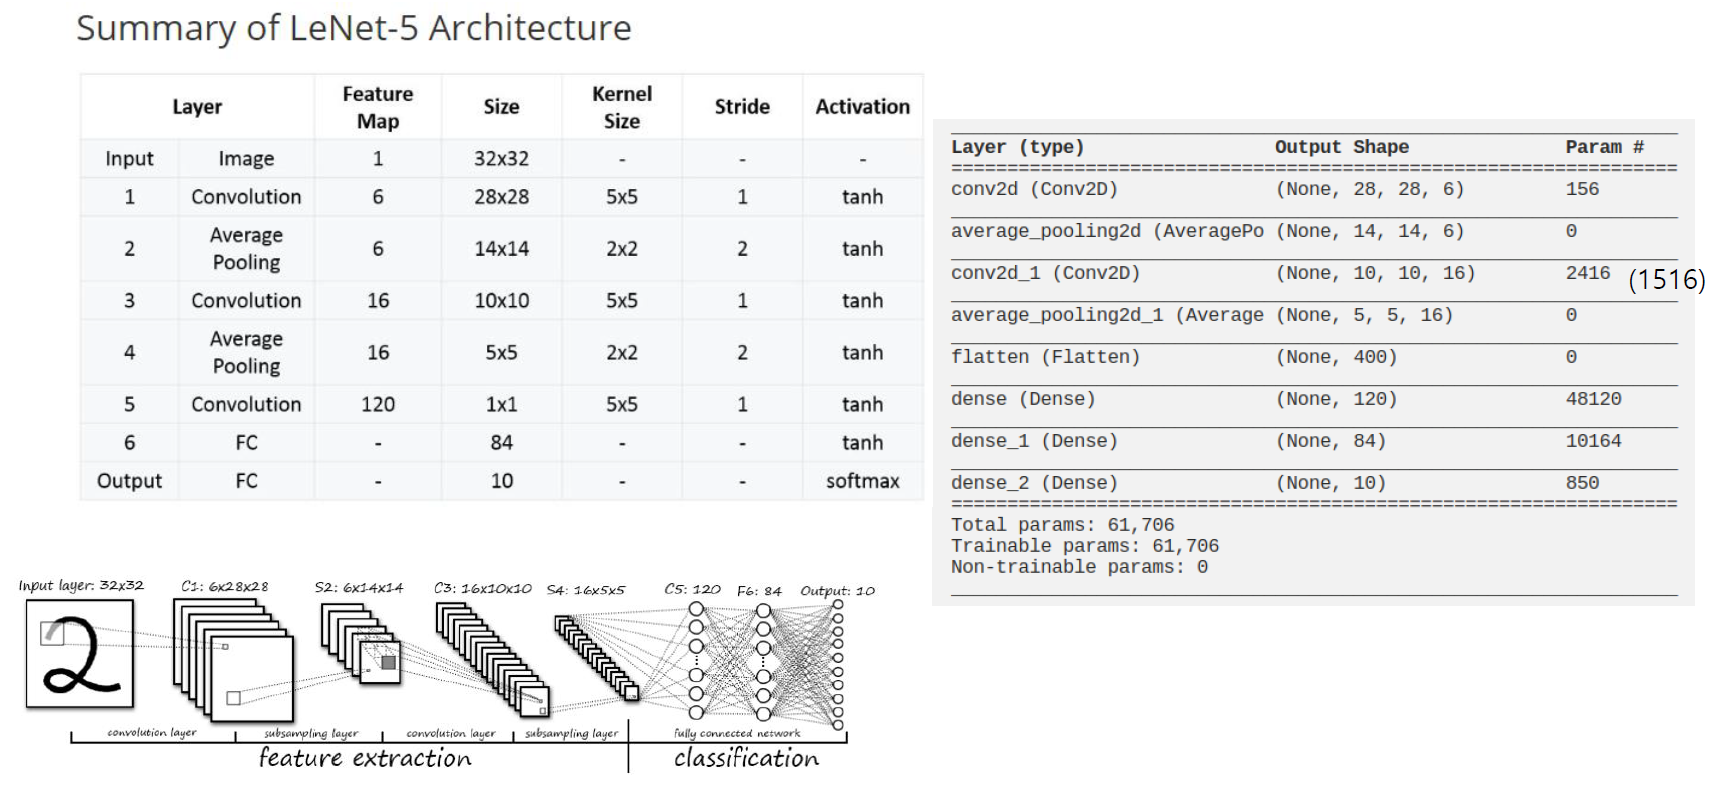 Summary of LeNet-5 Architecture
Layer Feature Map Size Kernel Size Stride Activation
Input Image 1 32x32 - - -
1 Convolution 6 28x28 5x5 1 tanh
2 Average Pooling 6 14x14 2x2 2 tanh
3 Convolution 16 10x10 5x5 1 tanh
4 Average Pooling 16 5x5 2x2 2 tanh
5 Convolution 120 1x1 5x5 1 tanh
6 FC - 84 - - tanh
Output FC - 10 - - softmax
Layer (type) Output Shape Param #
conv2d (Conv2D) (None, 28, 28, 6) 156
average_pooling2d (AveragePo (None, 14, 14, 6) 0
conv2d_1 (Conv2D) (None, 10, 10, 16) 2416 (1516)
average_pooling2d_1 (Average (None, 5, 5, 16) 0
flatten (Flatten) (None, 400) 0
dense (Dense) (None, 120) 48120
dense_1 (Dense) (None, 84) 10164
dense_2 (Dense) (None, 10) 850
Total params: 61,706
Trainable params: 61,706
Non-trainable params: 0
Input layer: 32x32 C1: 6x28x28 S2: 6x14x14 C3: 16x10x10 S4: 16x5x5 C5: 120 F6: 84 Output: 10
convolution layer subsampling layer convolution layer subsampling layer fully connected network
feature extraction classification